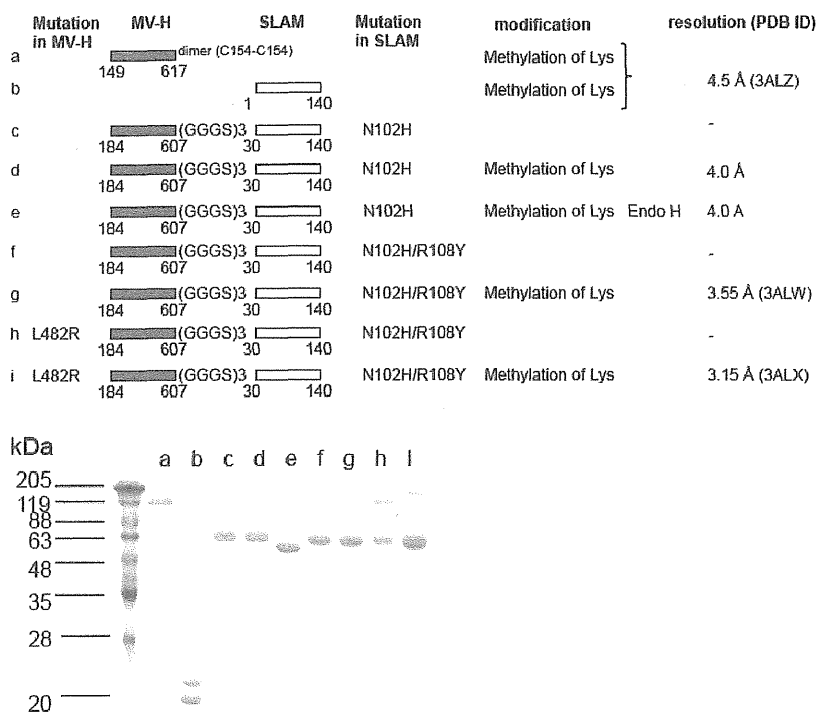 Mutation in MV-H MV-H SLAM Mutation in SLAM modification resolution (PDB ID)
a dimer (C154-C154) Methylation of Lys
149 617
b Methylation of Lys 4.5 Å (3ALZ)
1 140
c (GGGS)3 N102H -
184 607 30 140
d (GGGS)3 N102H Methylation of Lys 4.0 Å
184 607 30 140
e (GGGS)3 N102H Methylation of Lys Endo H 4.0 A
184 607 30 140
f (GGGS)3 N102H/R108Y -
184 607 30 140
g (GGGS)3 N102H/R108Y Methylation of Lys 3.55 Å (3ALW)
184 607 30 140
h L482R (GGGS)3 N102H/R108Y -
184 607 30 140
i L482R (GGGS)3 N102H/R108Y Methylation of Lys 3.15 Å (3ALX)
184 607 30 140
kDa
a b c d e f g h I
205
119
88
63
48
35
28
20